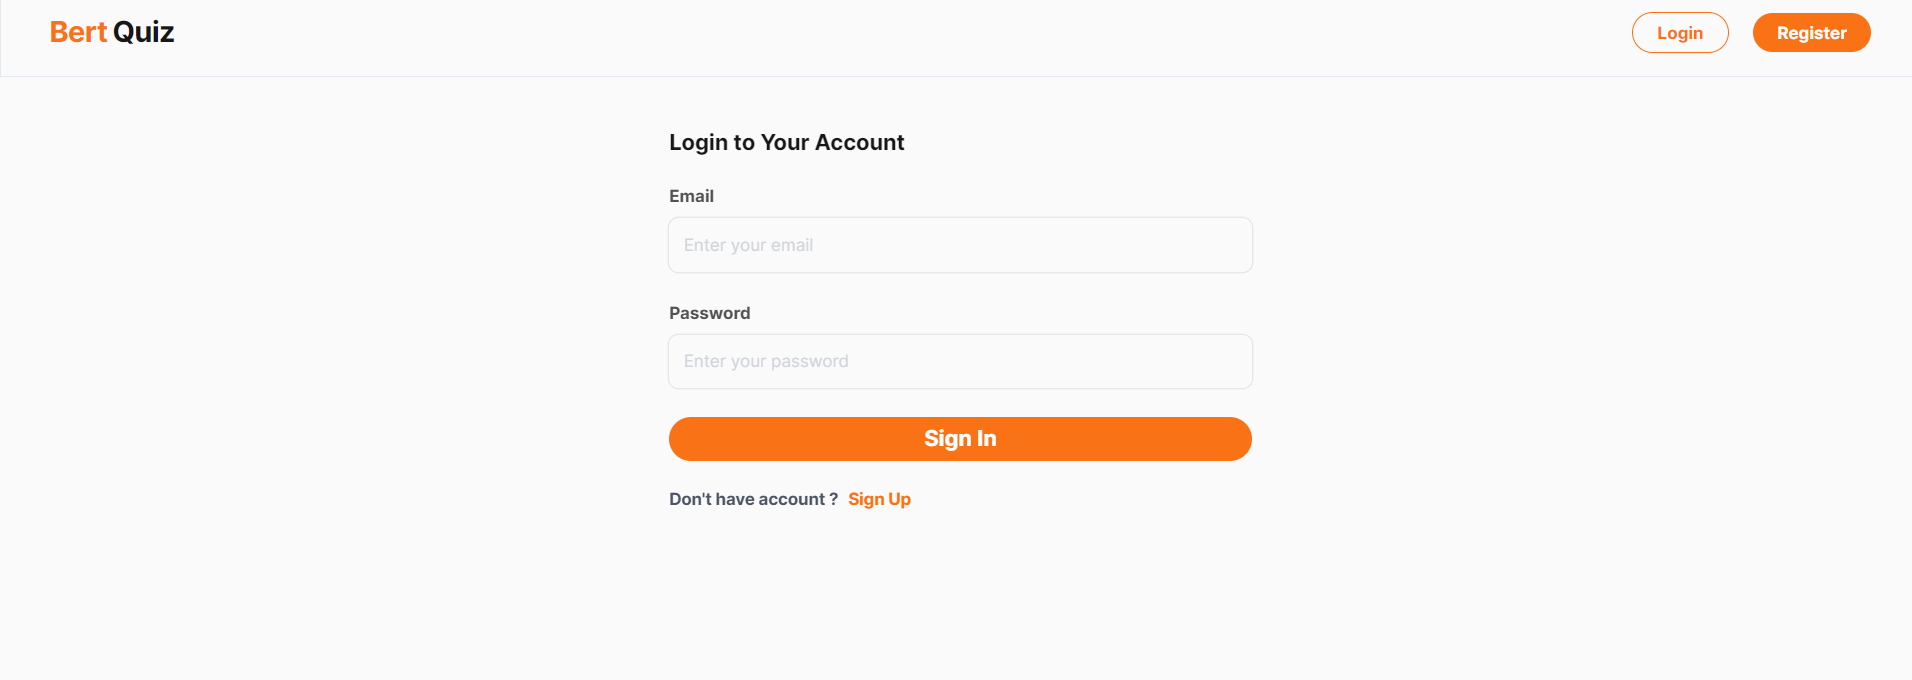 Bert Quiz
Login
Register
Login to Your Account
Email
Enter your email
Password
Enter your password
Sign In
Don't have account ? Sign Up